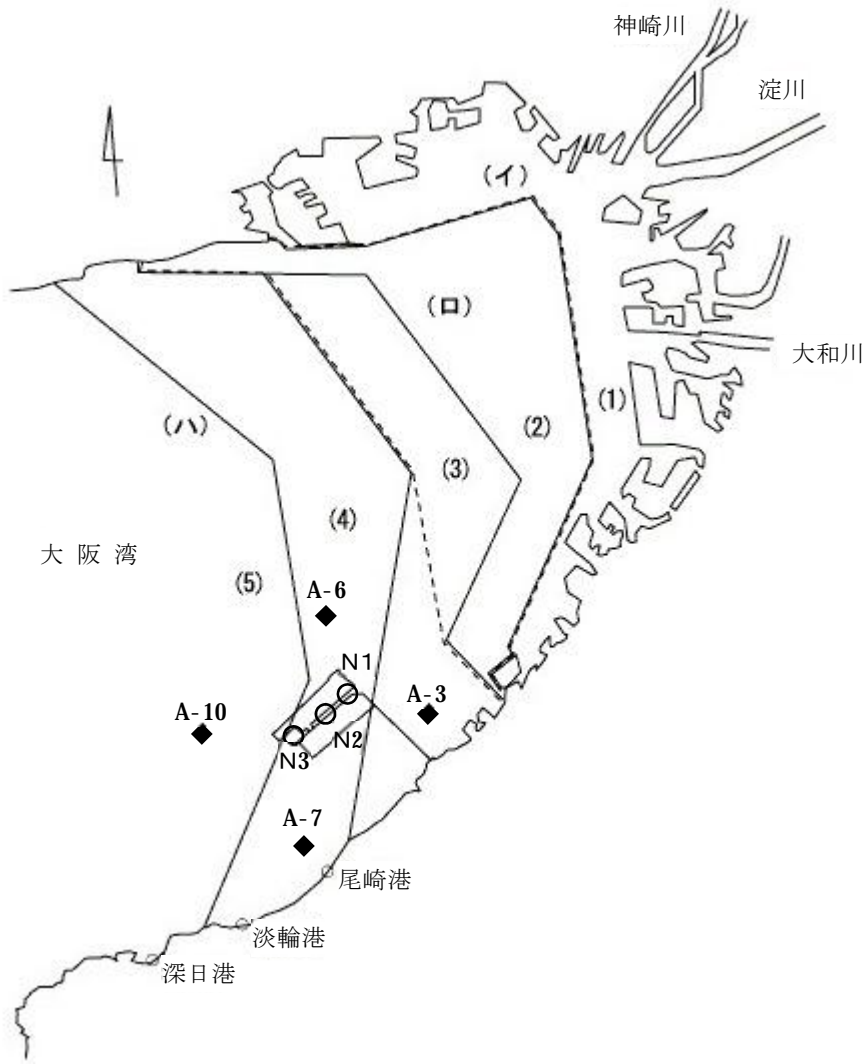 神崎川
淀川
(イ)
(ロ)
大和川
(1)
(ハ)
(2)
(3)
(4)
大 阪 湾
(5)
A-6
N1
A-10
A-3
N2
N3
A-7
尾崎港
淡輪港
深日港